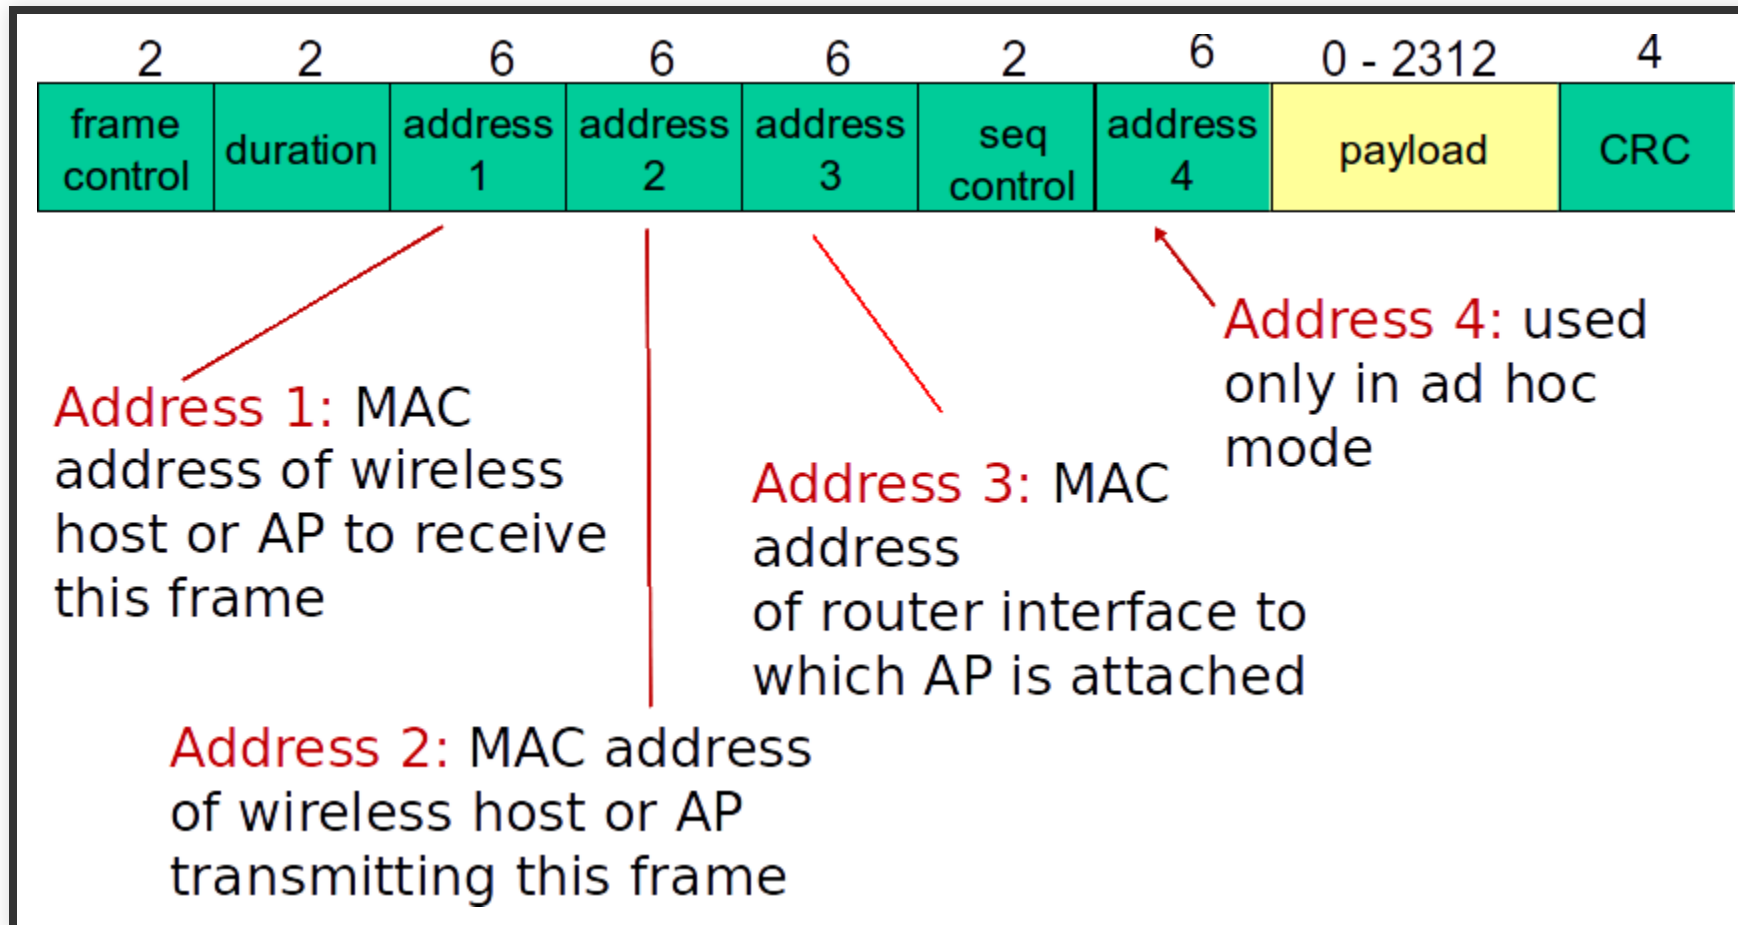 2 2 6 6 6 2 6 0 - 2312 4
frame control
duration
address 1
address 2
address 3
seq control
address 4
payload
CRC
Address 1: MAC
address of wireless
host or AP to receive
this frame
Address 2: MAC address
of wireless host or AP
transmitting this frame
Address 3: MAC
address
of router interface to
which AP is attached
Address 4: used
only in ad hoc
mode